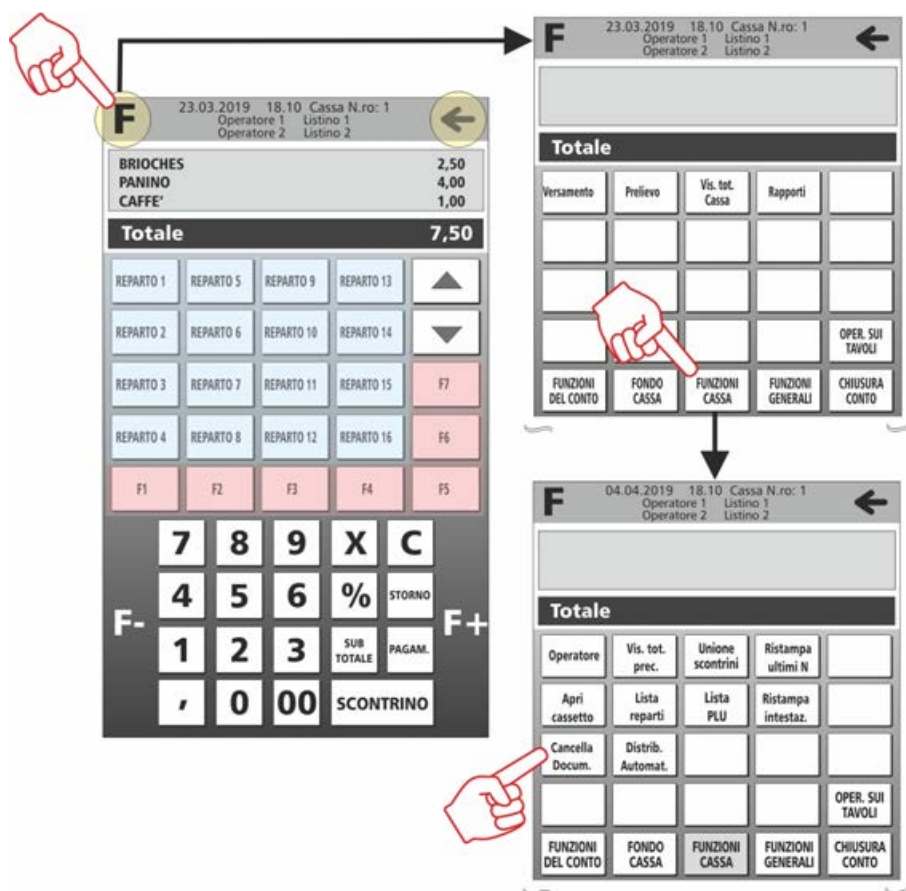 F 23.03.2019 18.10 Cassa N.ro: 1
Operatore 1 Listino 1
Operatore 2 Listino 2
BRIOCHES 2,50
PANINO 4,00
CAFFE' 1,00
Totale 7,50
REPARTO 1 REPARTO 5 REPARTO 9 REPARTO 13
REPARTO 2 REPARTO 6 REPARTO 10 REPARTO 14
REPARTO 3 REPARTO 7 REPARTO 11 REPARTO 15 F7
REPARTO 4 REPARTO 8 REPARTO 12 REPARTO 16 F6
F1 F2 F3 F4 F5
7 8 9 X C
4 5 6 % STORNO
F- F+
1 2 3 SUB TOTALE PAGAM.
, 0 00 SCONTRINO
F 23.03.2019 18.10 Cassa N.ro: 1
Operatore 1 Listino 1
Operatore 2 Listino 2
Totale
Versamento Prelievo Vis. tot. Cassa Rapporti
OPER. SUI TAVOLI
FUNZIONI DEL CONTO FONDO CASSA FUNZIONI CASSA FUNZIONI GENERALI CHIUSURA CONTO
F 04.04.2019 18.10 Cassa N.ro: 1
Operatore 1 Listino 1
Operatore 2 Listino 2
Totale
Operatore Vis. tot. prec. Unione scontrini Ristampa ultimi N
Apri cassetto Lista reparti Lista PLU Ristampa intestaz.
Cancella Docum. Distrib. Automat.
OPER. SUI TAVOLI
FUNZIONI DEL CONTO FONDO CASSA FUNZIONI CASSA FUNZIONI GENERALI CHIUSURA CONTO